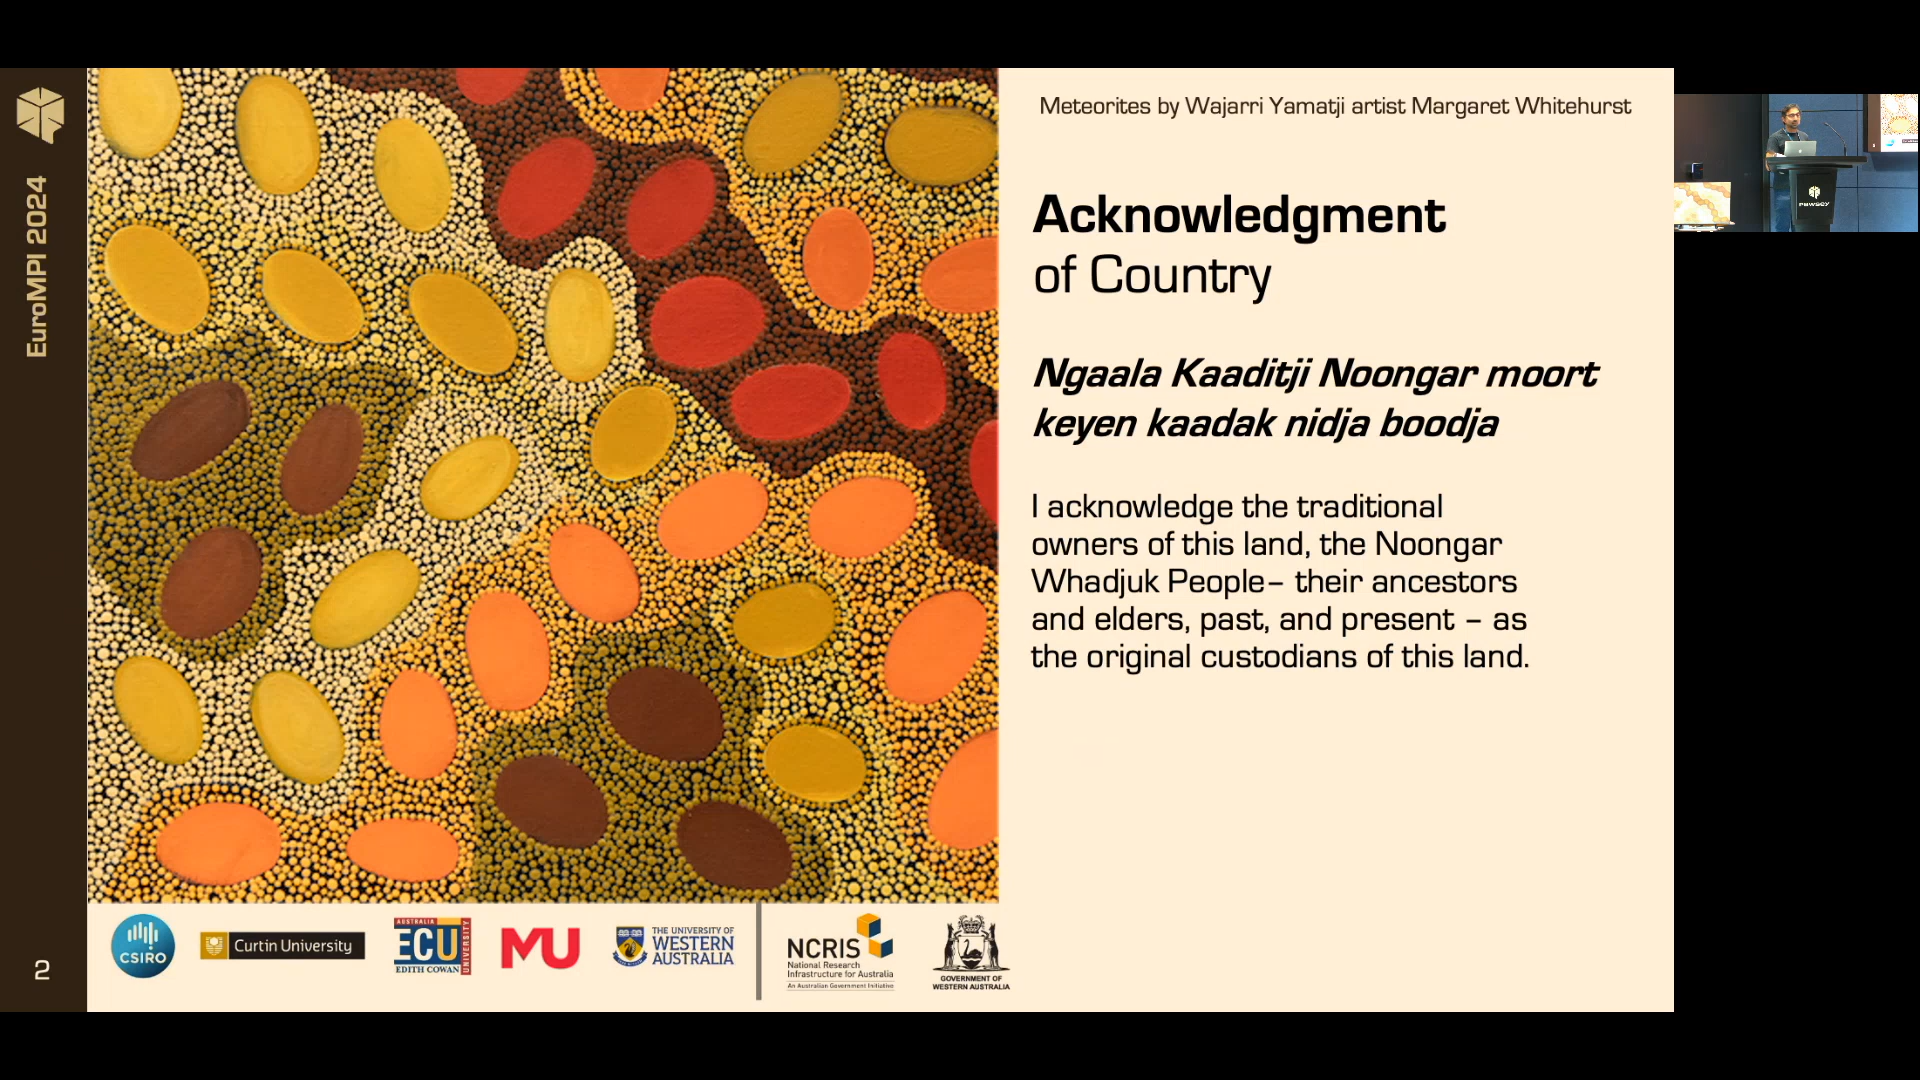 EuroMPI 2024
Meteorites by Wajarri Yamatji artist Margaret Whitehurst
Acknowledgment
of Country
Ngaala Kaaditji Noongar moort
keyen kaadak nidja boodja
I acknowledge the traditional
owners of this land, the Noongar
Whadjuk People– their ancestors
and elders, past, and present – as
the original custodians of this land.
PAWSEY
2
CSIRO
Curtin University
AUSTRALIA
ECU
EDITH COWAN
UNIVERSITY
MU
THE UNIVERSITY OF
WESTERN
AUSTRALIA
NCRIS
National Research
Infrastructure for Australia
An Australian Government Initiative
GOVERNMENT OF
WESTERN AUSTRALIA